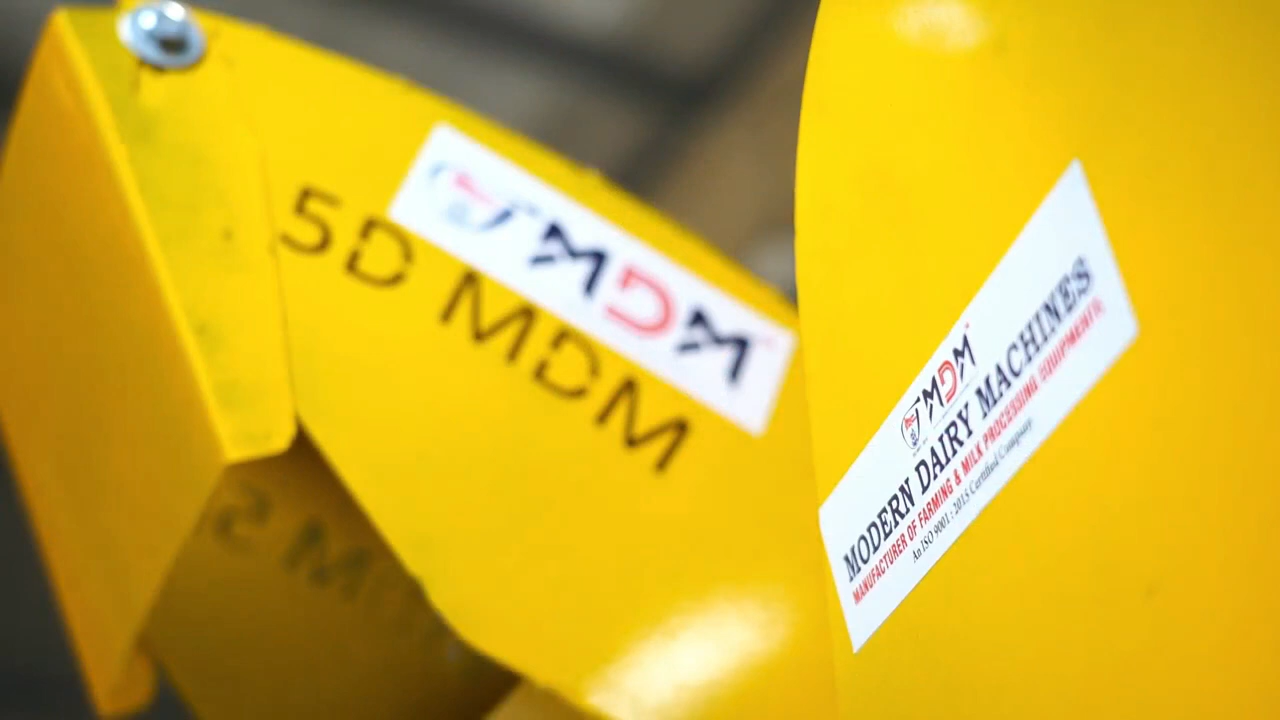 5D MDM
MDM
MDM
MODERN DAIRY MACHINES
MANUFACTURER OF FARMING & MILK PROCESSING EQUIPMENTS
An ISO 9001 : 2015 Certified Company
2 M